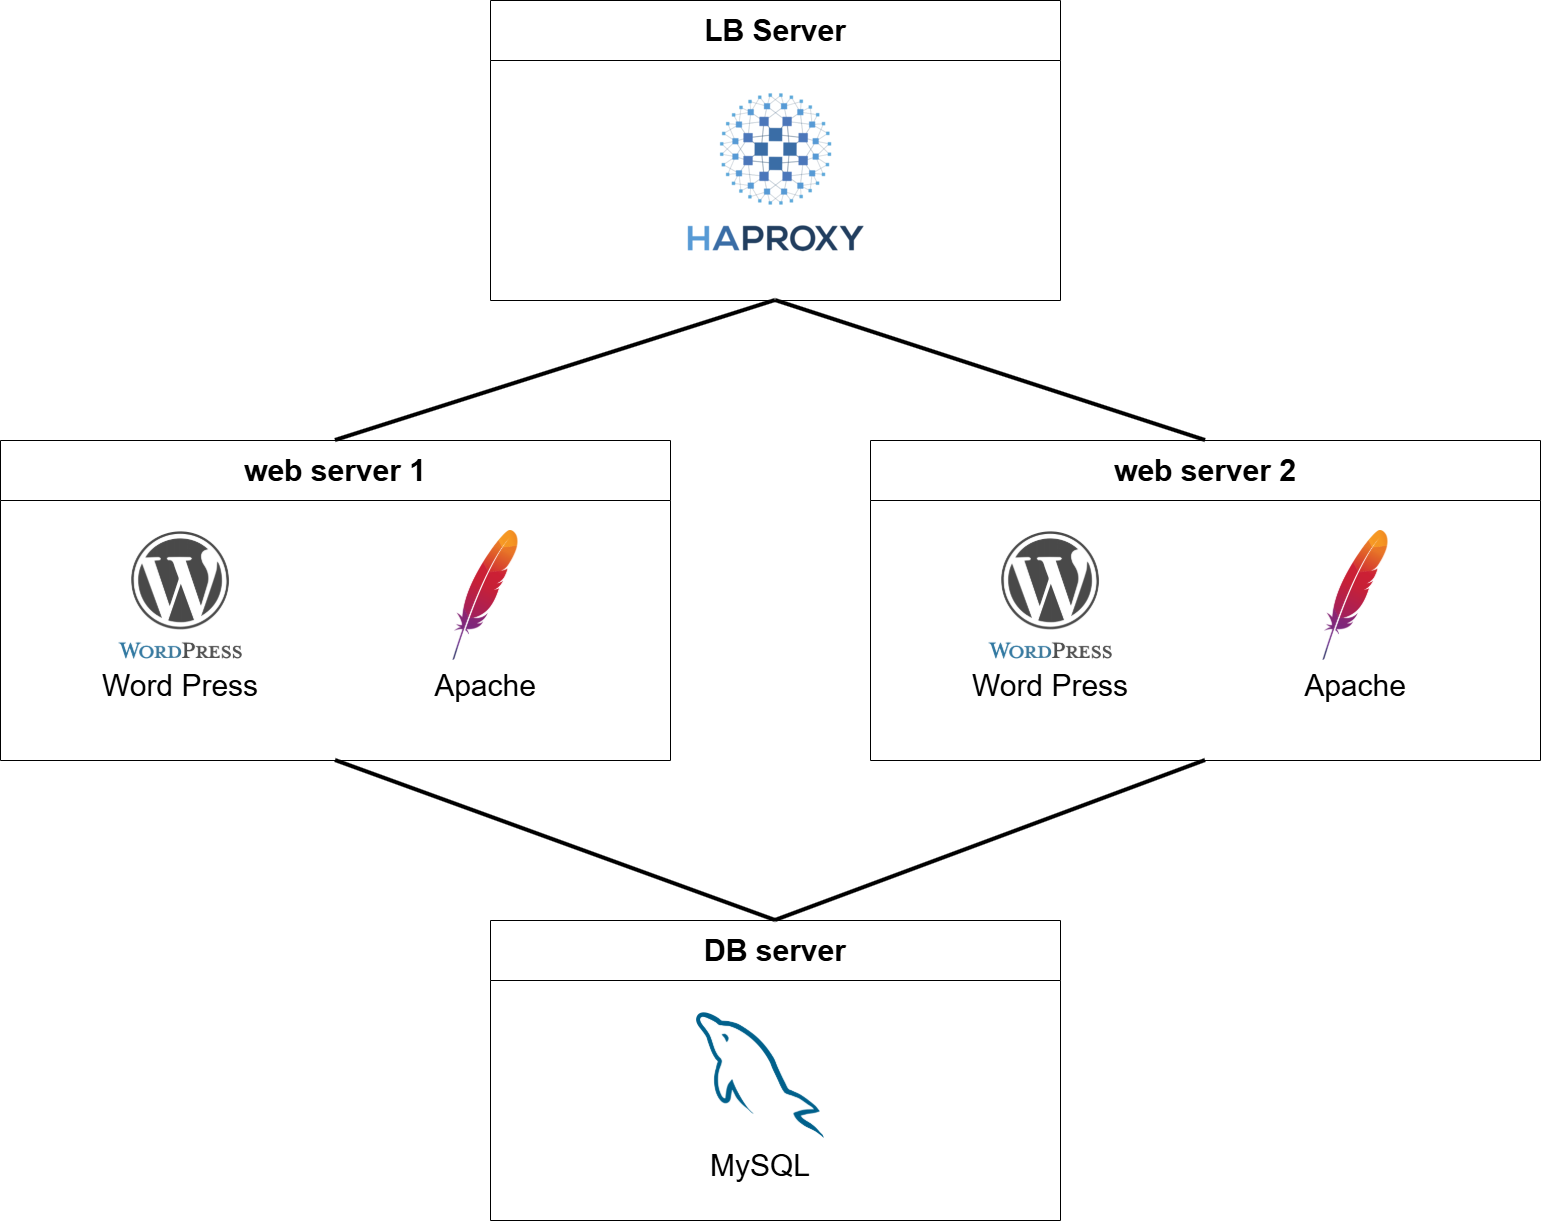 LB Server
HAPROXY
web server 1
WORDPRESS
Word Press
Apache
web server 2
WORDPRESS
Word Press
Apache
DB server
MySQL